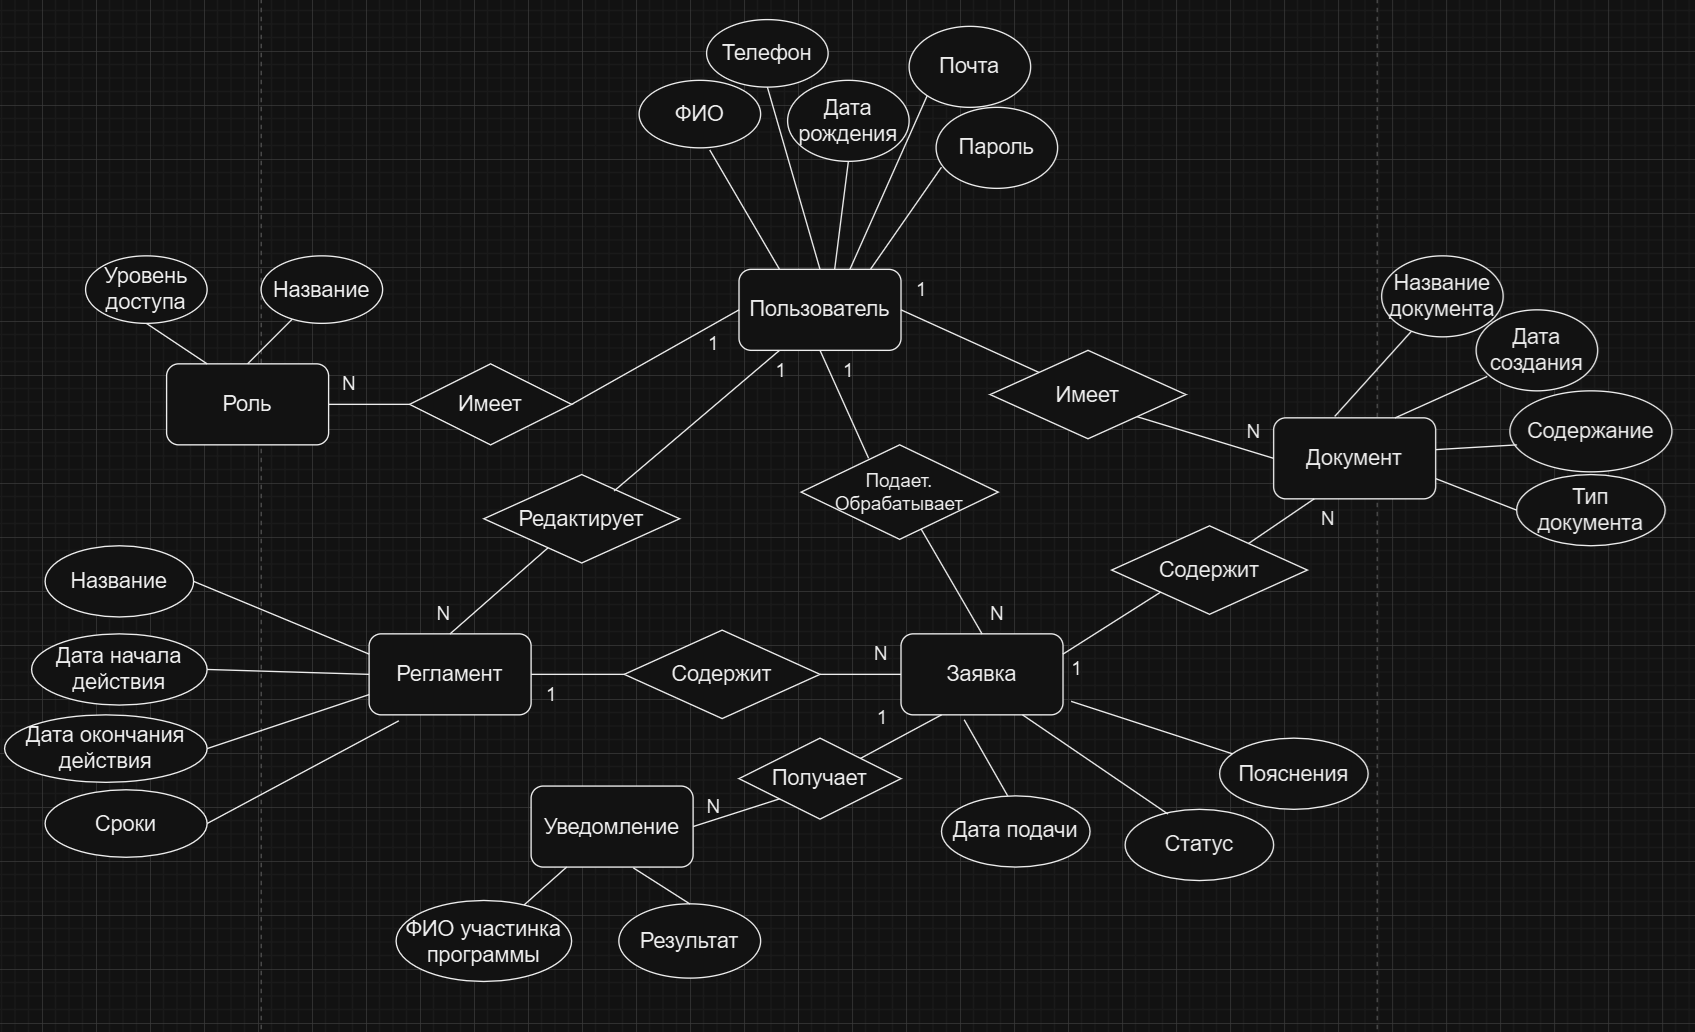 Телефон
Почта
ФИО
Дата
рождения
Пароль
Уровень
доступа
Название
Пользователь
1
Название
документа
Дата
создания
1
1
1
N
Роль
Имеет
Имеет
N
Документ
Содержание
Тип
документа
N
Подает.
Обрабатывает
Редактирует
Содержит
Название
N
N
Дата начала
действия
Регламент
1
Содержит
N
Заявка
1
Дата окончания
действия
Сроки
1
Получает
N
Уведомление
Пояснения
Дата подачи
Статус
ФИО участинка
программы
Результат